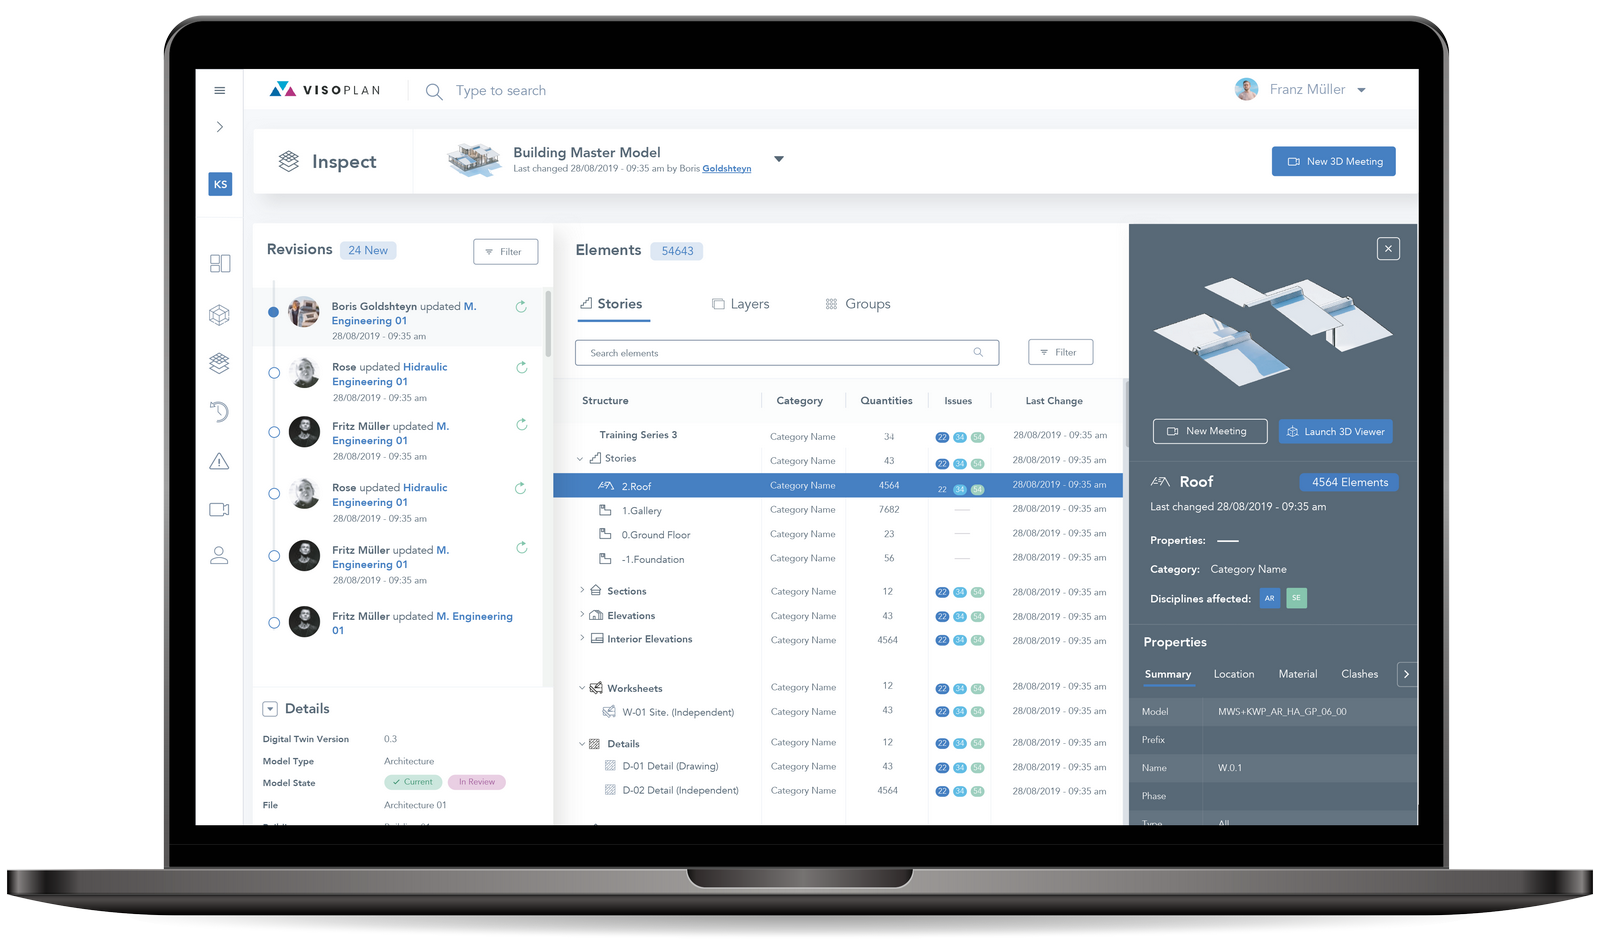 VISOPLAN
Type to search
Franz Müller
KS
Inspect
Building Master Model
Last changed 28/08/2019 - 09:35 am by Boris Goldshteyn
New 3D Meeting
Revisions
24 New
Filter
Boris Goldshteyn updated M.
Engineering 01
28/08/2019 - 09:35 am
Rose updated Hidraulic
Engineering 01
28/08/2019 - 09:35 am
Fritz Müller updated M.
Engineering 01
28/08/2019 - 09:35 am
Rose updated Hidraulic
Engineering 01
28/08/2019 - 09:35 am
Fritz Müller updated M.
Engineering 01
28/08/2019 - 09:35 am
Fritz Müller updated M. Engineering
01
Details
Digital Twin Version 0.3
Model Type Architecture
Model State Current In Review
File Architecture 01
Elements
54643
Stories Layers Groups
Search elements
Filter
Structure Category Quantities Issues Last Change
Training Series 3 Category Name 34 22 34 54 28/08/2019 - 09:35 am
Stories Category Name 43 22 34 54 28/08/2019 - 09:35 am
2.Roof Category Name 4564 22 34 54 28/08/2019 - 09:35 am
1.Gallery Category Name 7682 — 28/08/2019 - 09:35 am
0.Ground Floor Category Name 23 — 28/08/2019 - 09:35 am
-1.Foundation Category Name 56 — 28/08/2019 - 09:35 am
Sections Category Name 12 22 34 54 28/08/2019 - 09:35 am
Elevations Category Name 43 22 34 54 28/08/2019 - 09:35 am
Interior Elevations Category Name 4564 22 34 54 28/08/2019 - 09:35 am
Worksheets Category Name 12 22 34 54 28/08/2019 - 09:35 am
W-01 Site. (Independent) Category Name 43 22 34 54 28/08/2019 - 09:35 am
Details Category Name 12 22 34 54 28/08/2019 - 09:35 am
D-01 Detail (Drawing) Category Name 43 22 34 54 28/08/2019 - 09:35 am
D-02 Detail (Independent) Category Name 4564 22 34 54 28/08/2019 - 09:35 am
New Meeting
Launch 3D Viewer
Roof
4564 Elements
Last changed 28/08/2019 - 09:35 am
Properties: —
Category: Category Name
Disciplines affected: AR SE
Properties
Summary Location Material Clashes
Model MWS+KWP_AR_HA_GP_06_00
Prefix
Name W.0.1
Phase
Type All